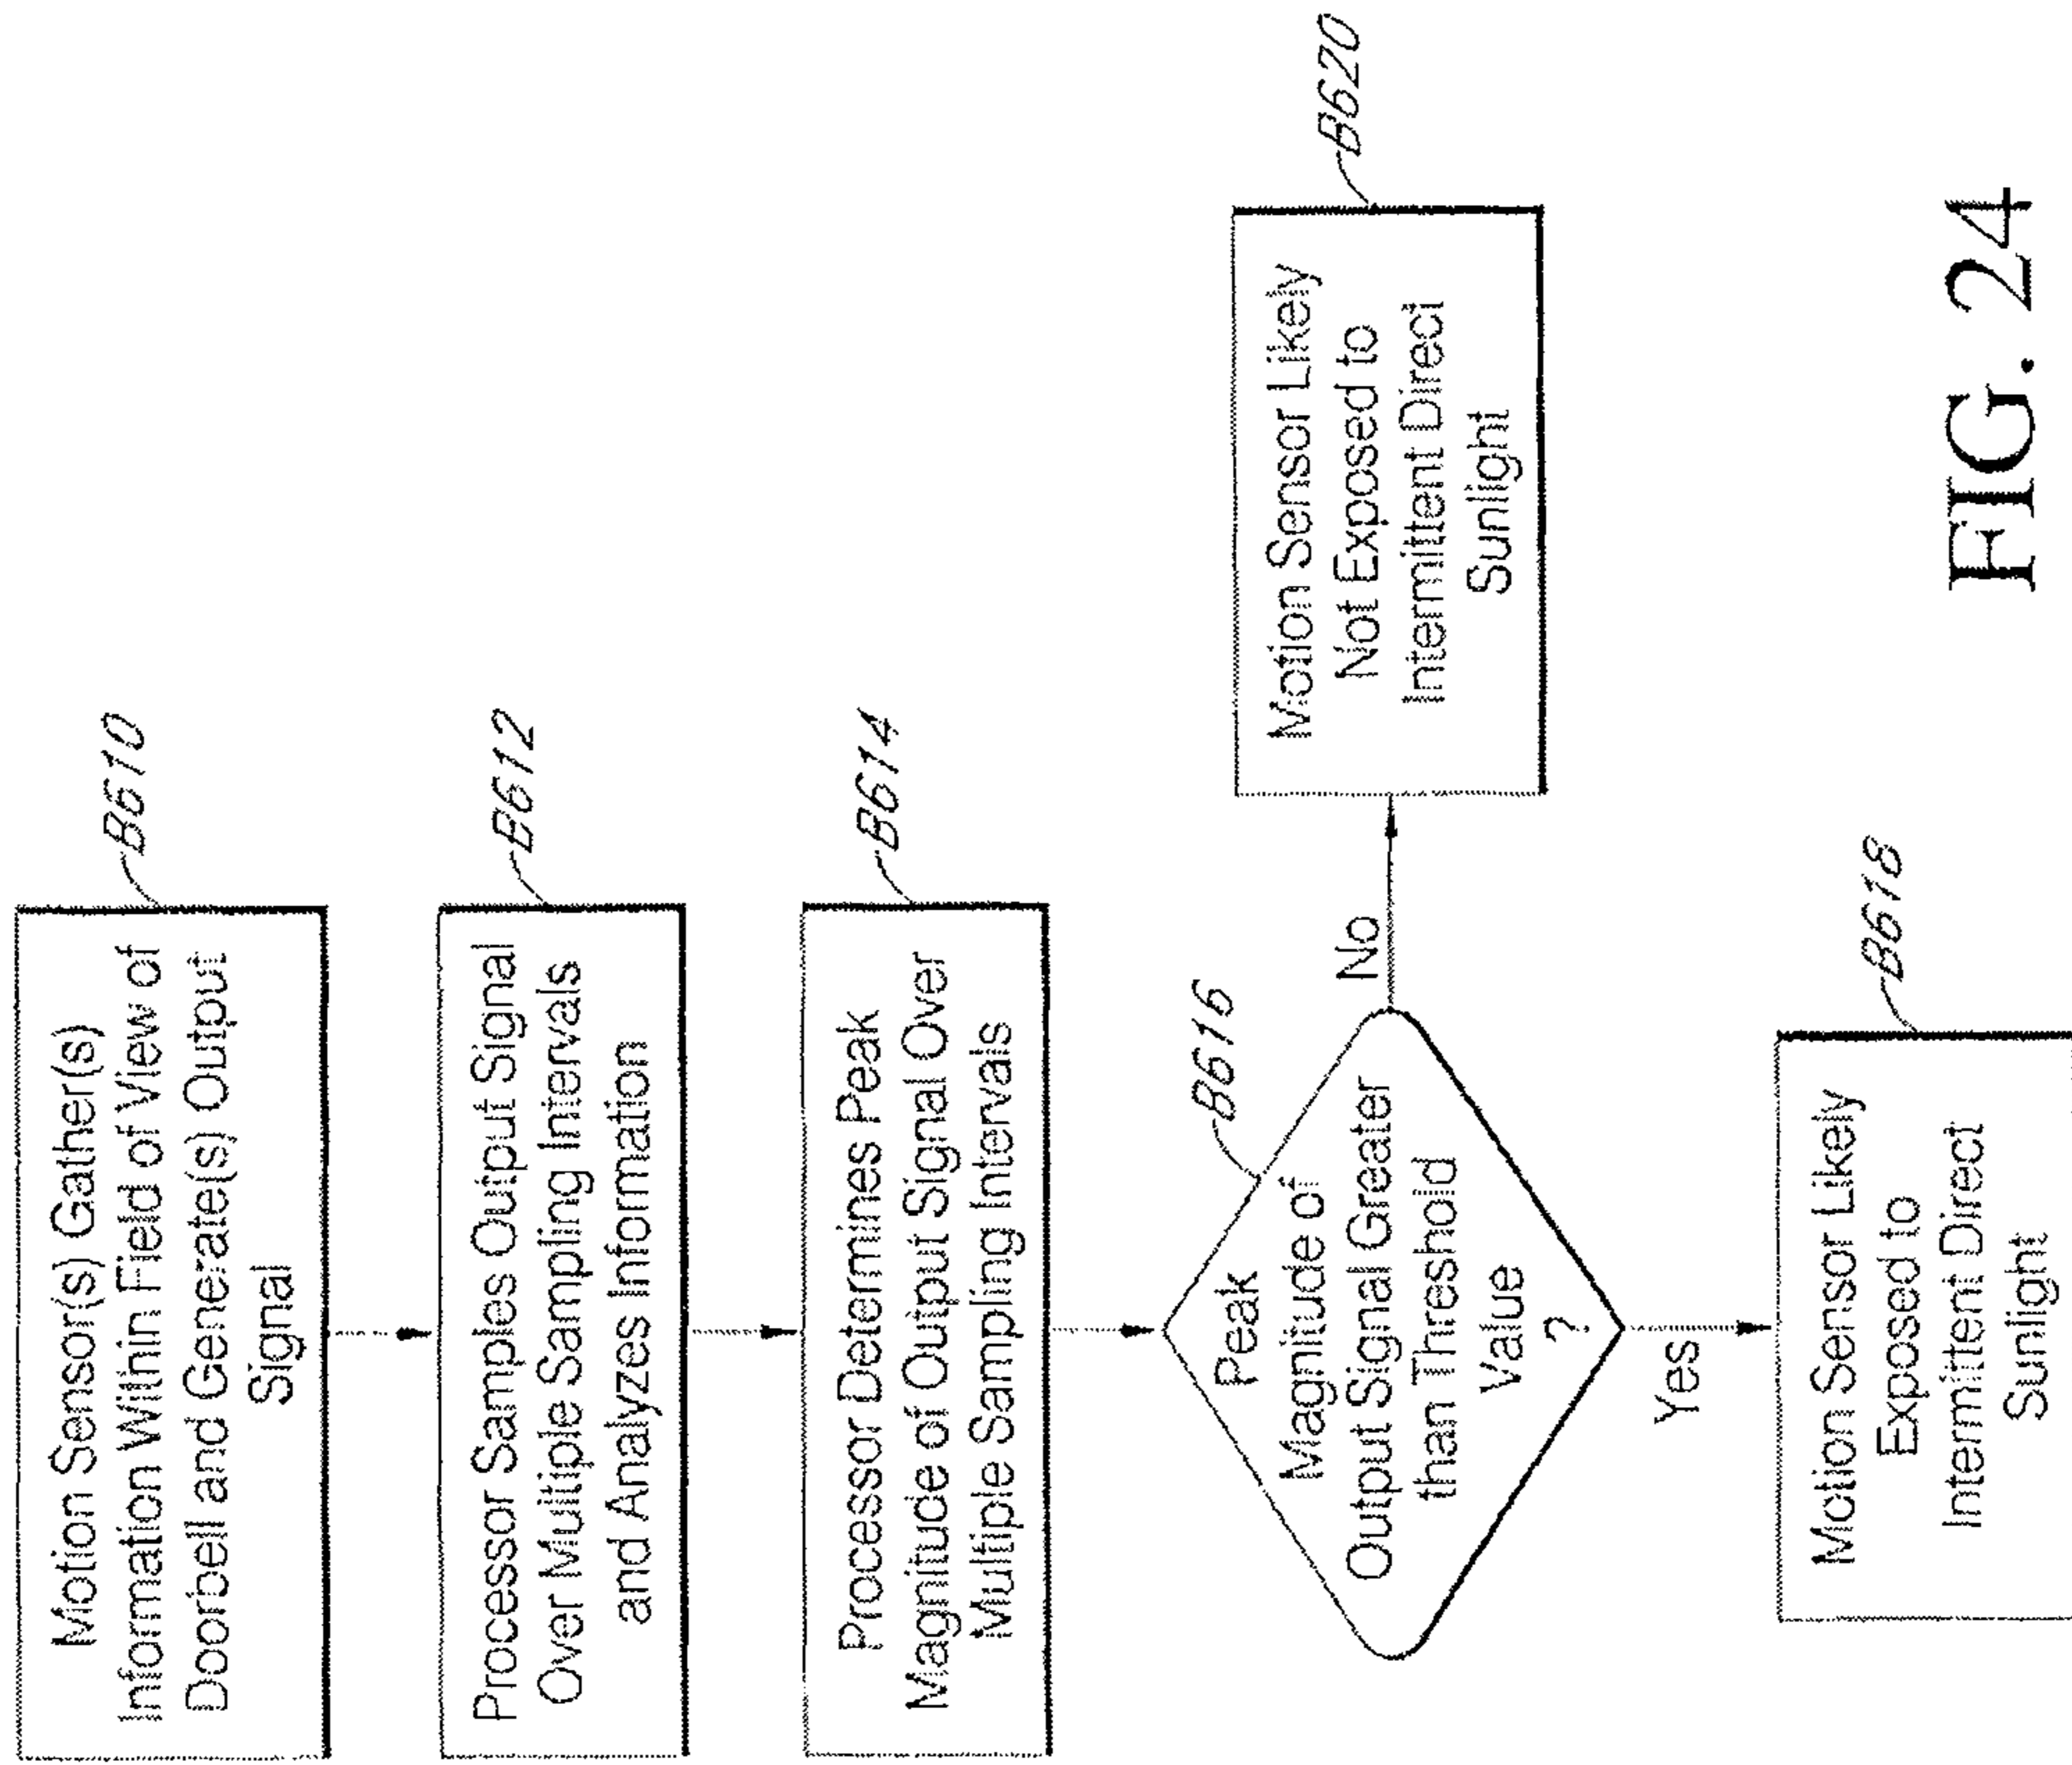 B610
Motion Sensor(s) Gather(s)
Information Within Field of View of
Doorbell and Generate(s) Output
Signal
B612
Processor Samples Output Signal
Over Multiple Sampling Intervals
and Analyzes Information
B614
Processor Determines Peak
Magnitude of Output Signal Over
Multiple Sampling Intervals
B616
Peak
Magnitude of
Output Signal Greater
than Threshold
Value
?
No
B620
Motion Sensor Likely
Not Exposed to
Intermittent Direct
Sunlight
Yes
B618
Motion Sensor Likely
Exposed to
Intermittent Direct
Sunlight
FIG. 24